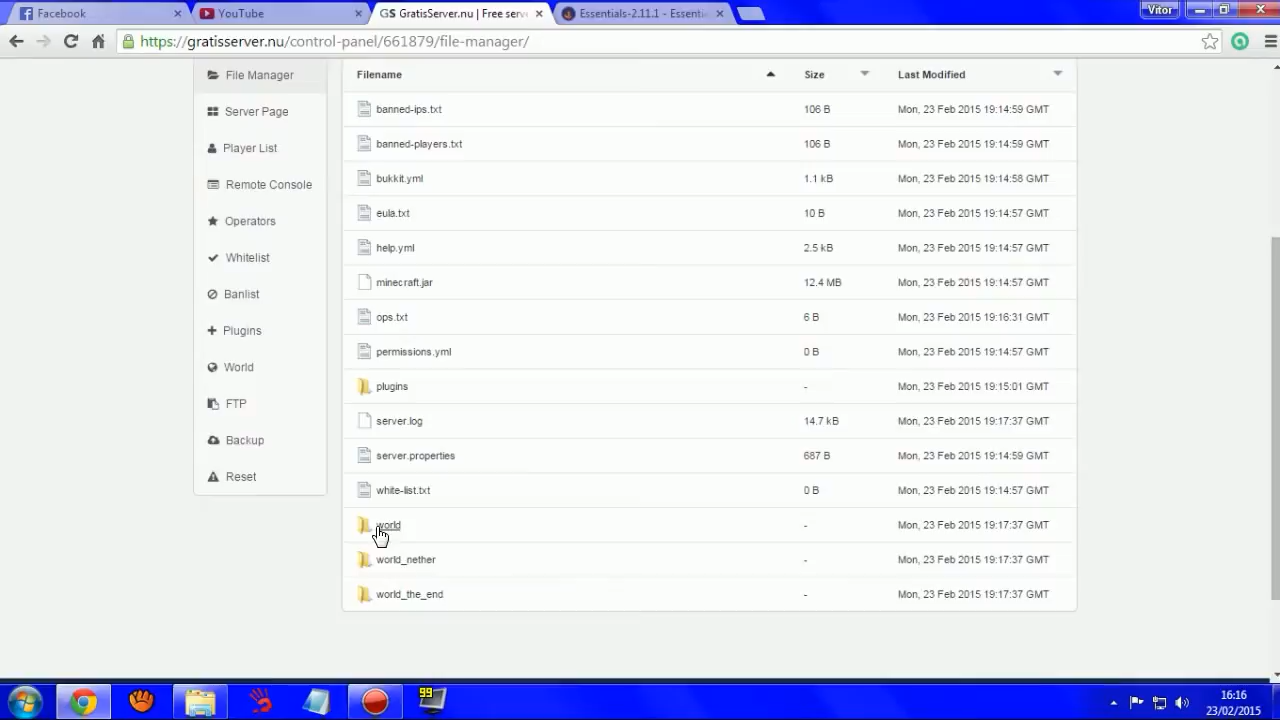 Facebook YouTube GS GratisServer.nu | Free serve Essentials-2.11.1 - Essenti Vitor
https://gratisserver.nu/control-panel/661879/file-manager/
File Manager
Server Page
Player List
Remote Console
Operators
Whitelist
Banlist
Plugins
World
FTP
Backup
Reset
Filename Size Last Modified
banned-ips.txt 106 B Mon, 23 Feb 2015 19:14:59 GMT
banned-players.txt 106 B Mon, 23 Feb 2015 19:14:59 GMT
bukkit.yml 1.1 kB Mon, 23 Feb 2015 19:14:58 GMT
eula.txt 10 B Mon, 23 Feb 2015 19:14:57 GMT
help.yml 2.5 kB Mon, 23 Feb 2015 19:14:57 GMT
minecraft.jar 12.4 MB Mon, 23 Feb 2015 19:14:57 GMT
ops.txt 6 B Mon, 23 Feb 2015 19:16:31 GMT
permissions.yml 0 B Mon, 23 Feb 2015 19:14:57 GMT
plugins - Mon, 23 Feb 2015 19:15:01 GMT
server.log 14.7 kB Mon, 23 Feb 2015 19:17:37 GMT
server.properties 687 B Mon, 23 Feb 2015 19:14:59 GMT
white-list.txt 0 B Mon, 23 Feb 2015 19:14:57 GMT
world - Mon, 23 Feb 2015 19:17:37 GMT
world_nether - Mon, 23 Feb 2015 19:17:37 GMT
world_the_end - Mon, 23 Feb 2015 19:17:37 GMT
99
16:16
23/02/2015